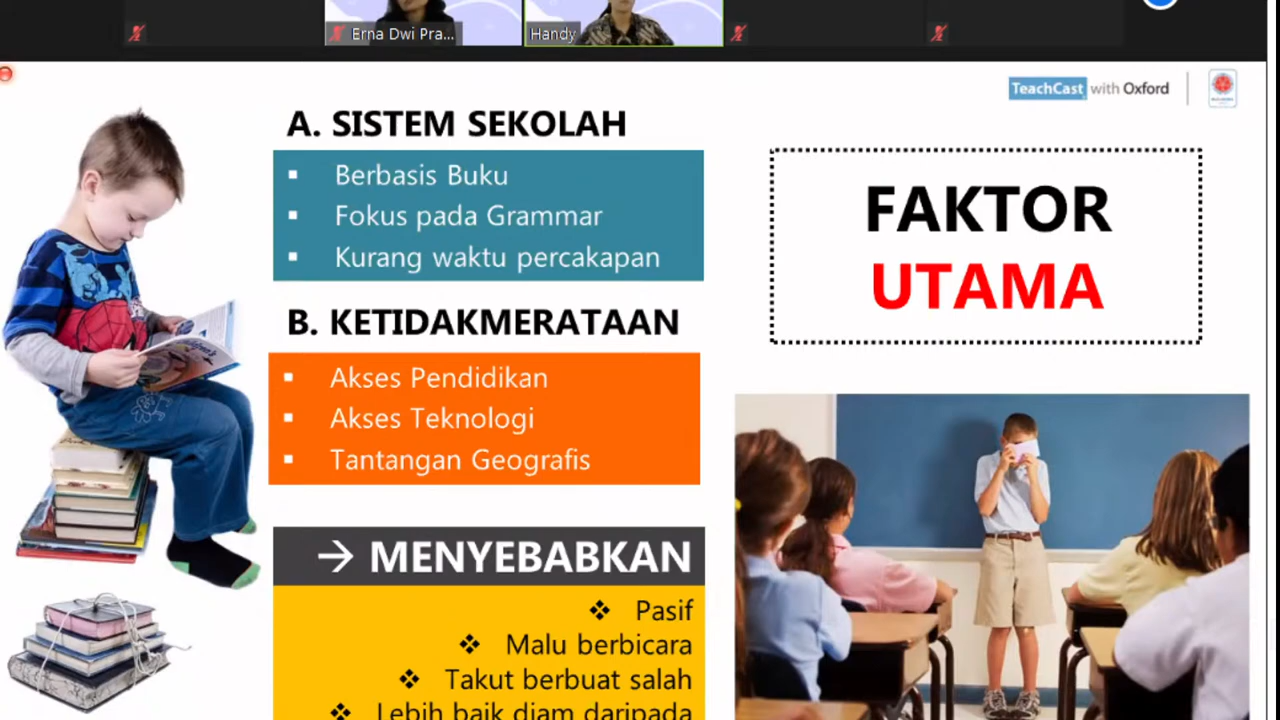 Erna Dwi Pra...
Handy
TeachCast with Oxford
A. SISTEM SEKOLAH
▪ Berbasis Buku
▪ Fokus pada Grammar
▪ Kurang waktu percakapan
B. KETIDAKMERATAAN
▪ Akses Pendidikan
▪ Akses Teknologi
▪ Tantangan Geografis
→ MENYEBABKAN
❖ Pasif
❖ Malu berbicara
❖ Takut berbuat salah
❖ Lebih baik diam daripada
FAKTOR
UTAMA